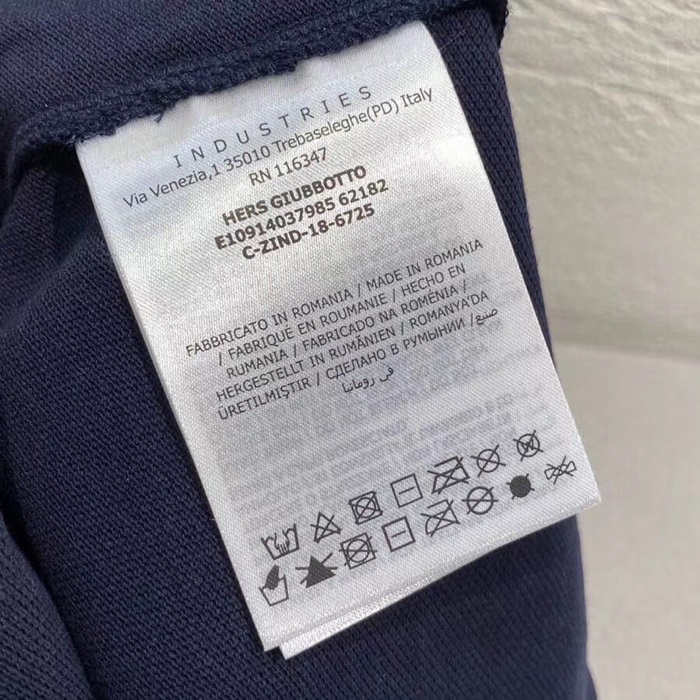 INDUSTRIES
Via Venezia,1 35010 Trebaseleghe(PD) Italy
RN 116347
HERS GIUBBOTTO
E10914037985 62182
C-ZIND-18-6725
FABBRICATO IN ROMANIA / MADE IN ROMANIA
/ FABRIQUÉ EN ROUMANIE / HECHO EN
RUMANIA / FABRICADO NA ROMÉNIA /
HERGESTELLT IN RUMÄNIEN / ROMANYA'DA
ÜRETILMIŞTIR / СДЕЛАНО В РУМЫНИИ / صنع
في رومانيا